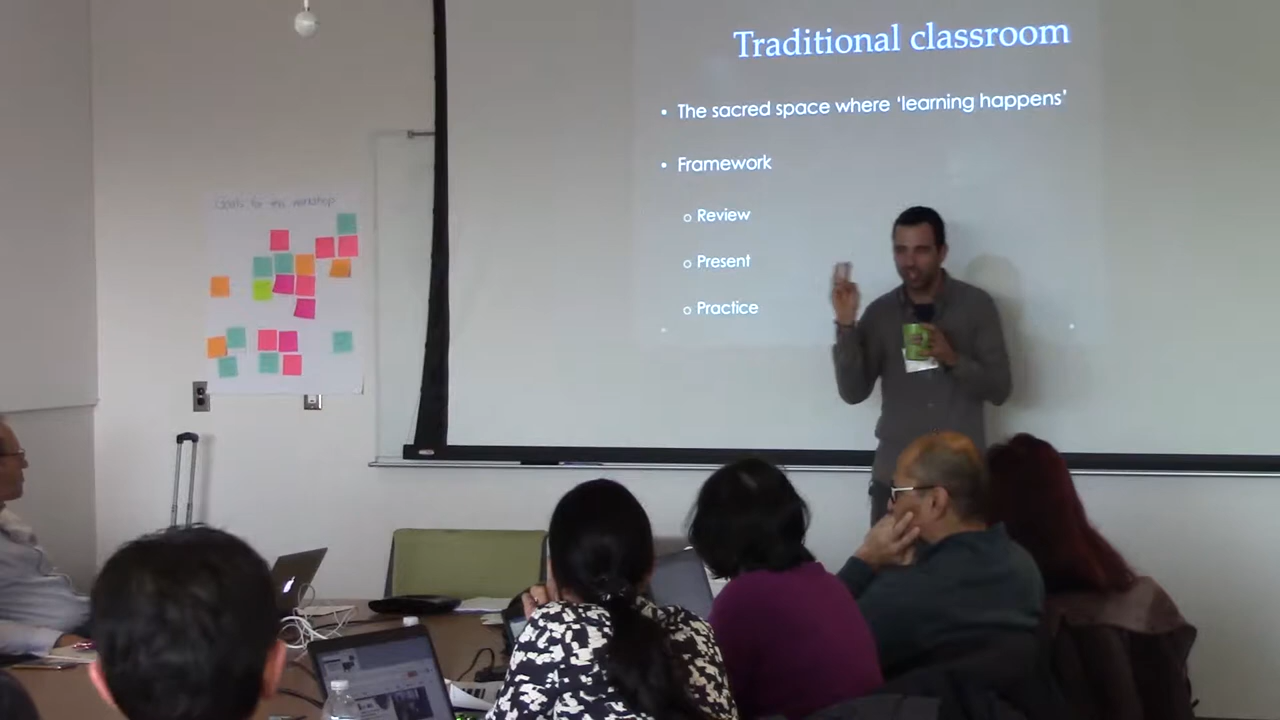 Traditional classroom
• The sacred space where ‘learning happens’
• Framework
o Review
o Present
o Practice
Goals for the workshop